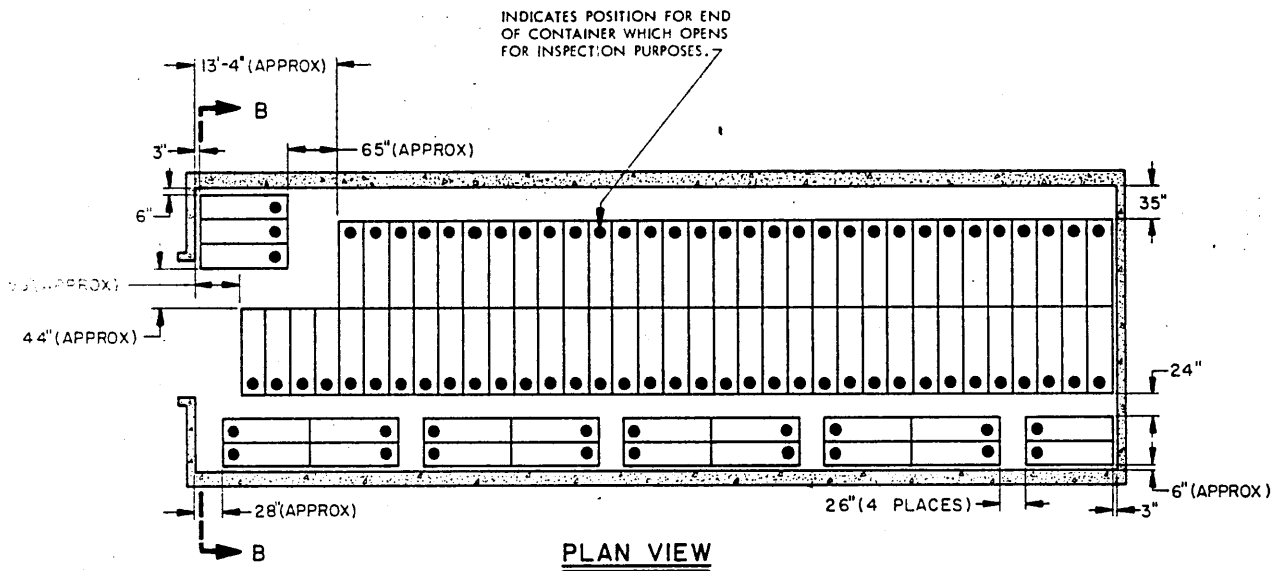 INDICATES POSITION FOR END
OF CONTAINER WHICH OPENS
FOR INSPECTION PURPOSES.
13'-4" (APPROX)
B
3"
65" (APPROX)
6"
35"
(APPROX)
44" (APPROX)
24"
28" (APPROX)
26" (4 PLACES)
6" (APPROX)
3"
B
PLAN VIEW